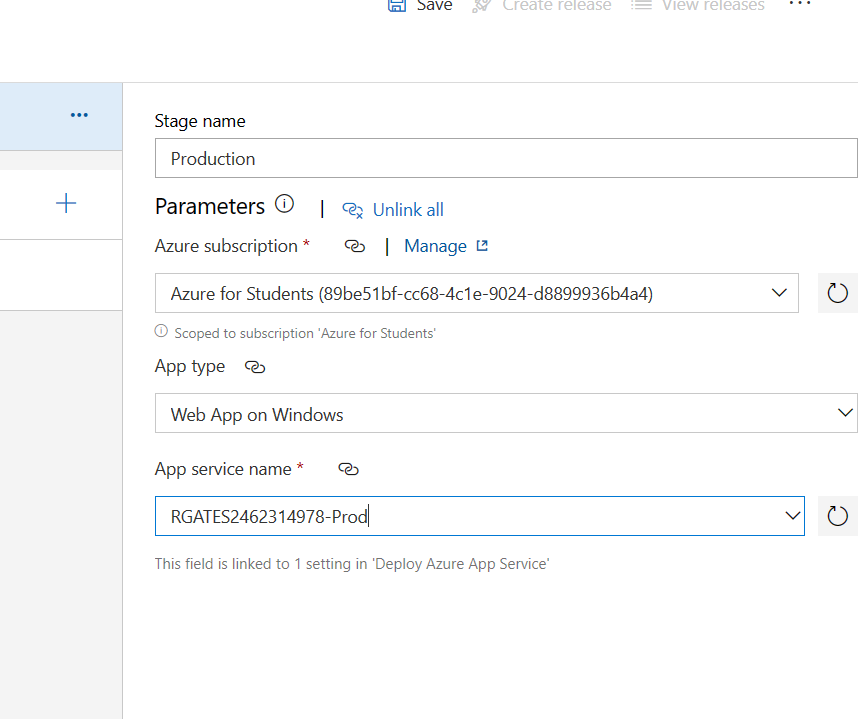 Save Create release View releases ...
...
Stage name
Production
Parameters | Unlink all
Azure subscription * | Manage
Azure for Students (89be51bf-cc68-4c1e-9024-d8899936b4a4)
Scoped to subscription 'Azure for Students'
App type
Web App on Windows
App service name *
RGATES2462314978-Prod
This field is linked to 1 setting in 'Deploy Azure App Service'